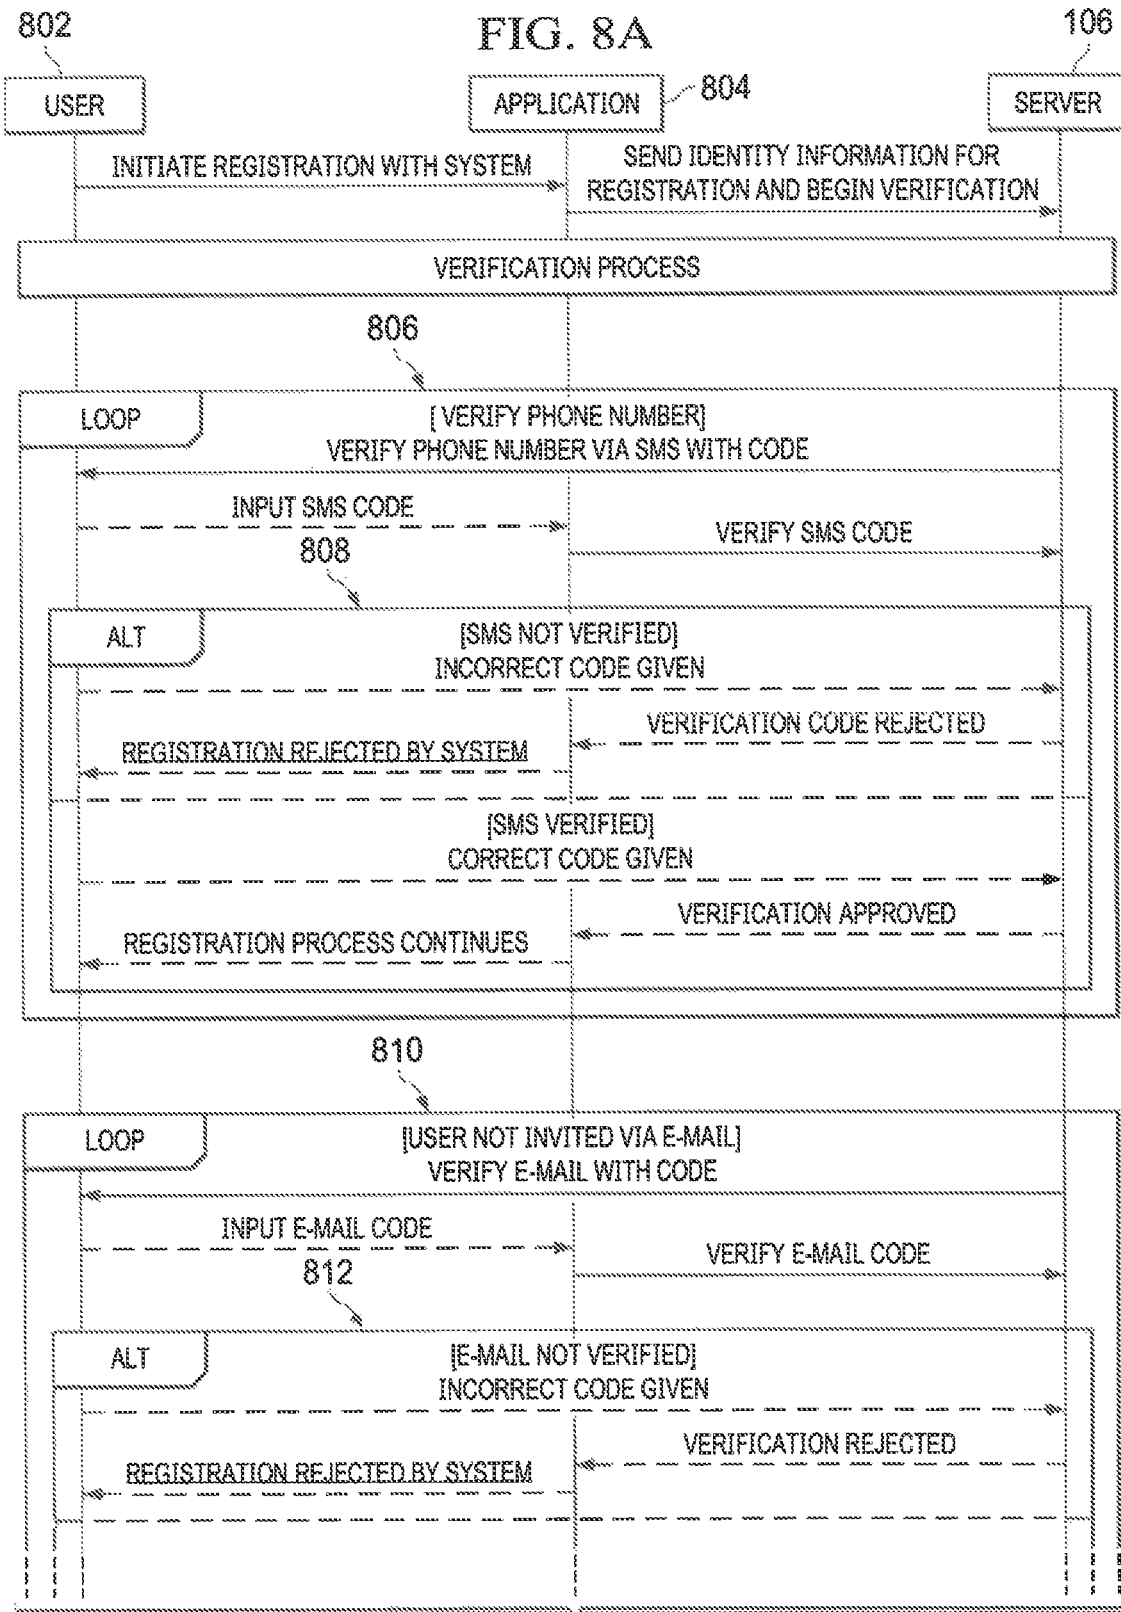 FIG. 8A
802
804
106
USER
APPLICATION
SERVER
INITIATE REGISTRATION WITH SYSTEM
SEND IDENTITY INFORMATION FOR
REGISTRATION AND BEGIN VERIFICATION
VERIFICATION PROCESS
806
LOOP
[ VERIFY PHONE NUMBER]
VERIFY PHONE NUMBER VIA SMS WITH CODE
INPUT SMS CODE
VERIFY SMS CODE
808
ALT
[SMS NOT VERIFIED]
INCORRECT CODE GIVEN
VERIFICATION CODE REJECTED
REGISTRATION REJECTED BY SYSTEM
[SMS VERIFIED]
CORRECT CODE GIVEN
VERIFICATION APPROVED
REGISTRATION PROCESS CONTINUES
810
LOOP
[USER NOT INVITED VIA E-MAIL]
VERIFY E-MAIL WITH CODE
INPUT E-MAIL CODE
VERIFY E-MAIL CODE
812
ALT
[E-MAIL NOT VERIFIED]
INCORRECT CODE GIVEN
VERIFICATION REJECTED
REGISTRATION REJECTED BY SYSTEM